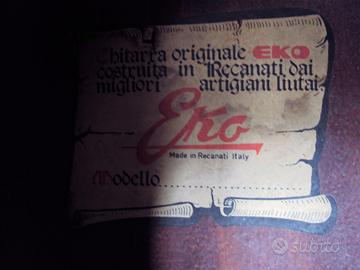 Chitarra originale EKO
costruita in Recanati dai
migliori artigiani liutai
Eko
Made in Recanati Italy
Modello
subito